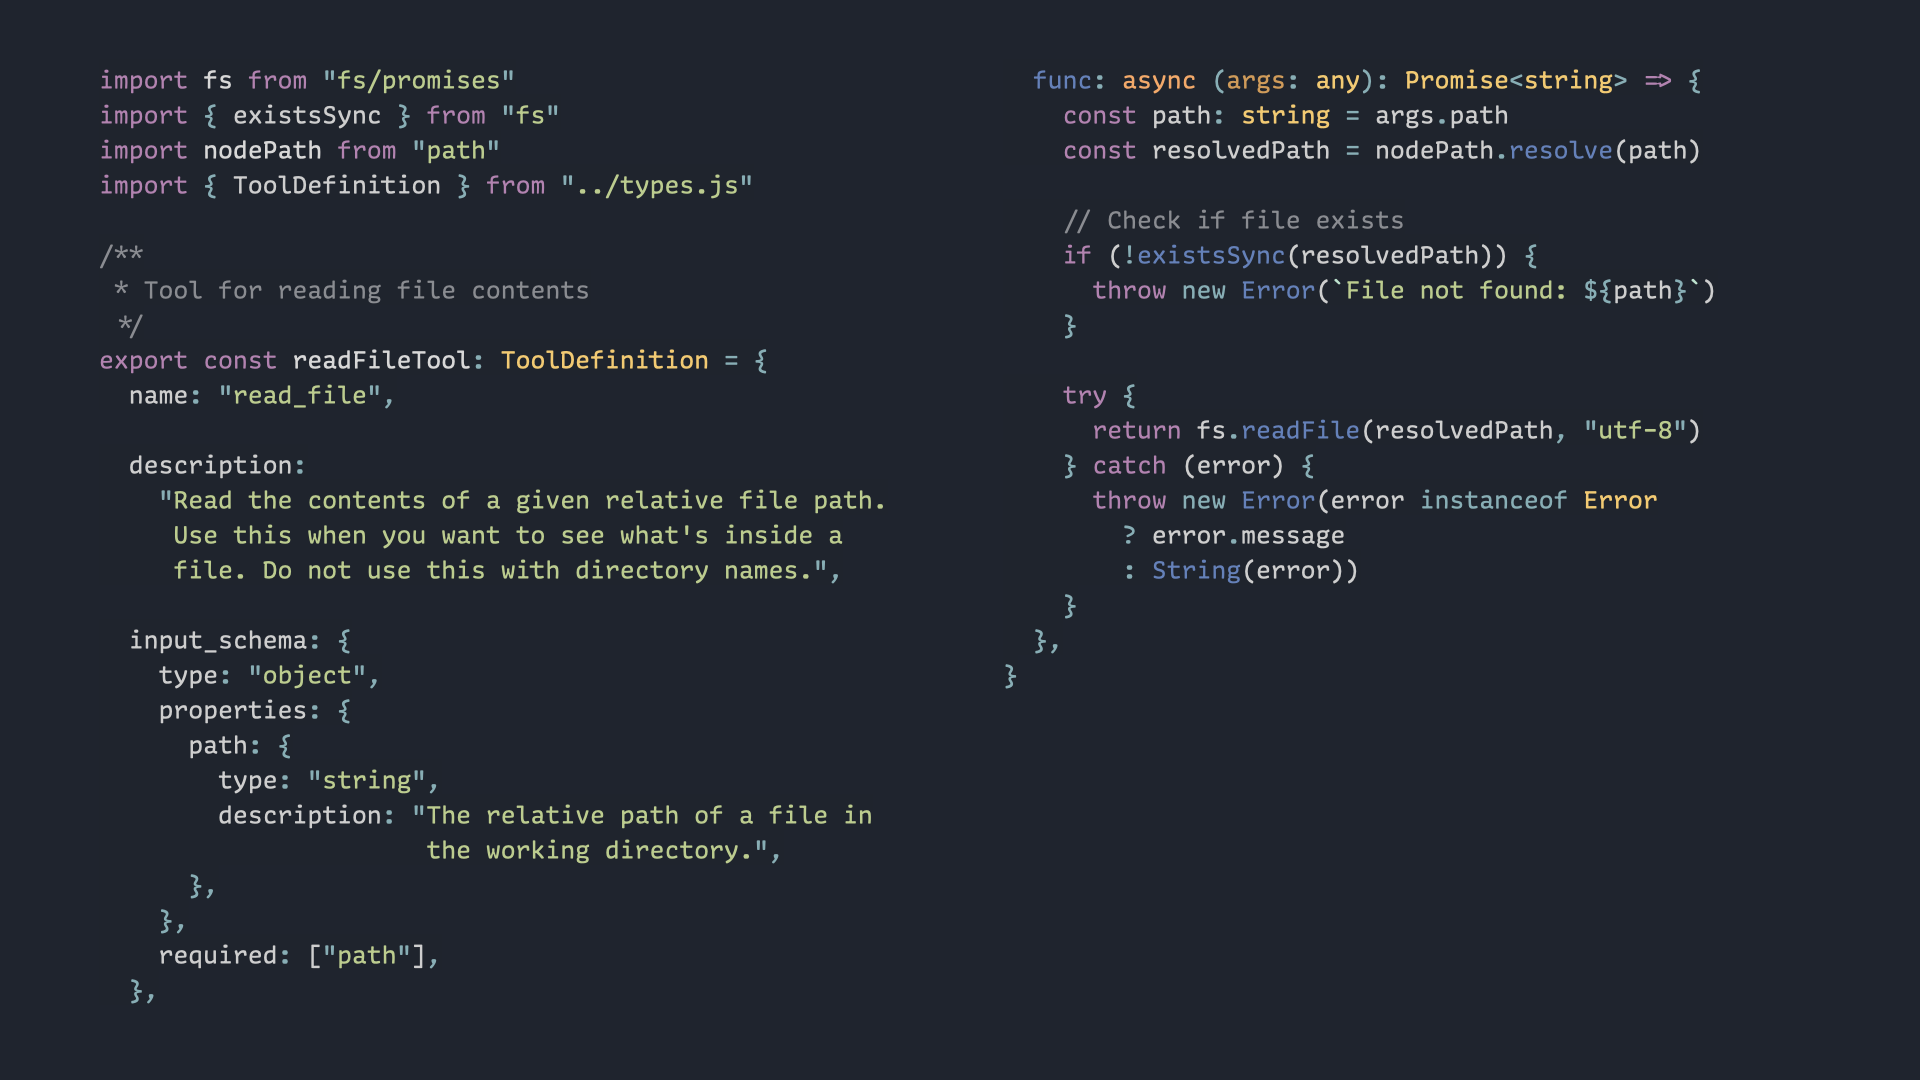 import fs from "fs/promises"
import { existsSync } from "fs"
import nodePath from "path"
import { ToolDefinition } from "../types.js"

/**
 * Tool for reading file contents
 */
export const readFileTool: ToolDefinition = {
  name: "read_file",

  description:
    "Read the contents of a given relative file path.
     Use this when you want to see what's inside a
     file. Do not use this with directory names.",

  input_schema: {
    type: "object",
    properties: {
      path: {
        type: "string",
        description: "The relative path of a file in
                      the working directory.",
      },
    },
    required: ["path"],
  },

  func: async (args: any): Promise<string> => {
    const path: string = args.path
    const resolvedPath = nodePath.resolve(path)

    // Check if file exists
    if (!existsSync(resolvedPath)) {
      throw new Error(`File not found: ${path}`)
    }

    try {
      return fs.readFile(resolvedPath, "utf-8")
    } catch (error) {
      throw new Error(error instanceof Error
        ? error.message
        : String(error))
    }
  },
}